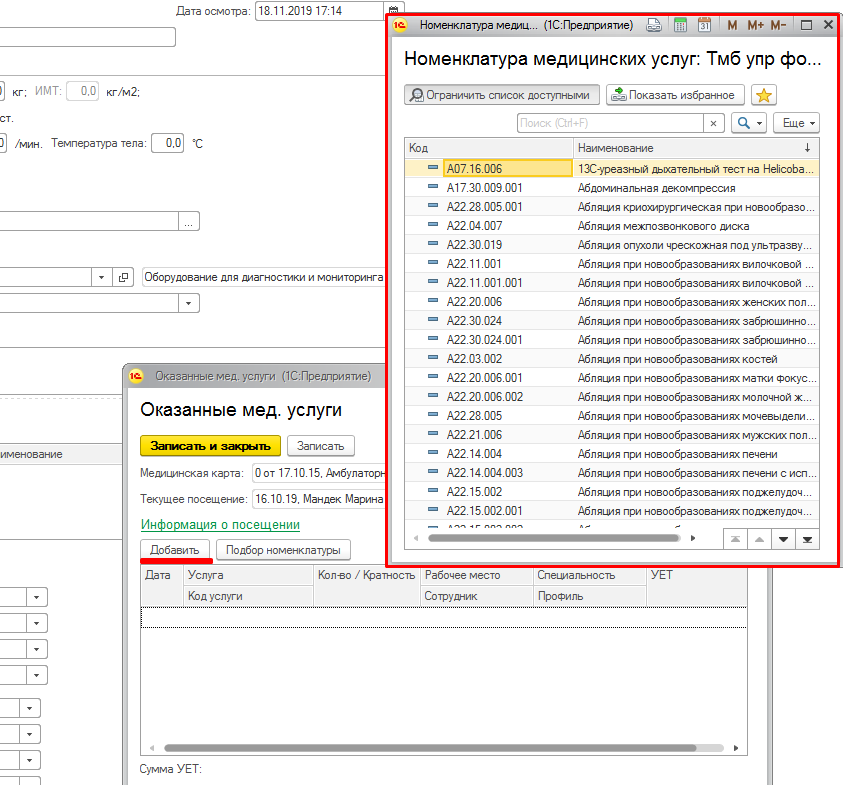 Дата осмотра: 18.11.2019 17:14
кг; ИМТ: 0,0 кг/м2;
ст.
/мин. Температура тела: 0,0 °C
...
Оборудование для диагностики и мониторинга
именование
Номенклатура медиц... (1С:Предприятие)
31 M M+ M-
Номенклатура медицинских услуг: Тмб упр фо...
Ограничить список доступными Показать избранное
Поиск (Ctrl+F) × Еще
Код Наименование ↓
A07.16.006 13С-уреазный дыхательный тест на Helicoba...
A17.30.009.001 Абдоминальная декомпрессия
A22.28.005.001 Абляция криохирургическая при новообразо...
A22.04.007 Абляция межпозвонкового диска
A22.30.019 Абляция опухоли чрескожная под ультразву...
A22.11.001 Абляция при новообразованиях вилочковой ...
A22.11.001.001 Абляция при новообразованиях вилочковой ...
A22.20.006 Абляция при новообразованиях женских пол...
A22.30.024 Абляция при новообразованиях забрюшинно...
A22.30.024.001 Абляция при новообразованиях забрюшинно...
A22.03.002 Абляция при новообразованиях костей
A22.20.006.001 Абляция при новообразованиях матки фокус...
A22.20.006.002 Абляция при новообразованиях молочной ж...
A22.28.005 Абляция при новообразованиях мочевыдели...
A22.21.006 Абляция при новообразованиях мужских пол...
A22.14.004 Абляция при новообразованиях печени
A22.14.004.003 Абляция при новообразованиях печени с исп...
A22.15.002 Абляция при новообразованиях поджелудоч...
A22.15.002.001 Абляция при новообразованиях поджелудоч...
Оказанные мед. услуги (1С:Предприятие)
Оказанные мед. услуги
Записать и закрыть Записать
Медицинская карта: 0 от 17.10.15, Амбулаторн
Текущее посещение: 16.10.19, Мандек Марина
Информация о посещении
Добавить Подбор номенклатуры
Дата Услуга Кол-во / Кратность Рабочее место Специальность УЕТ
Код услуги Сотрудник Профиль
Сумма УЕТ: